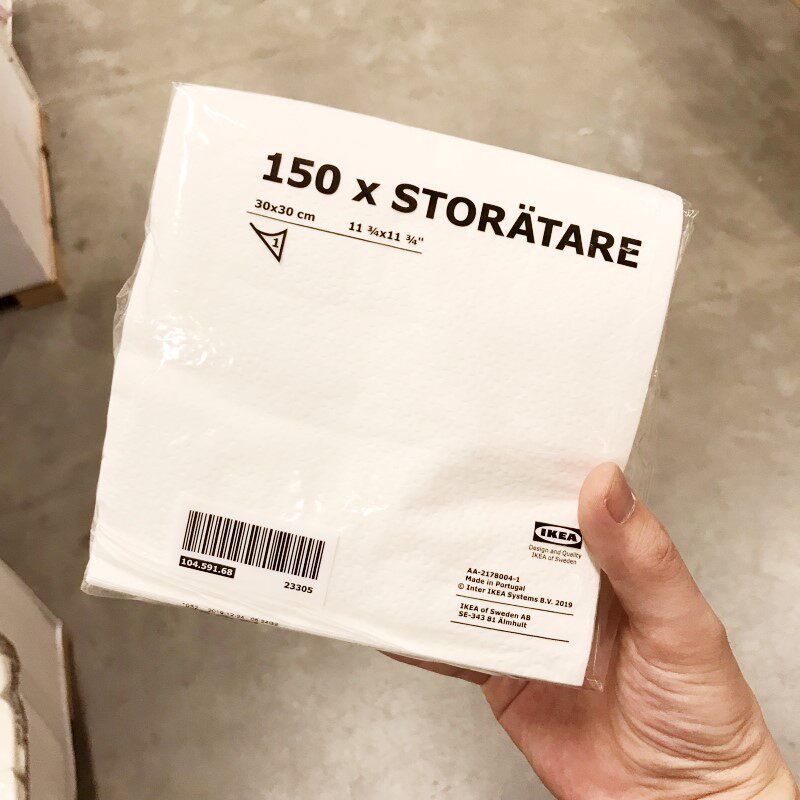 150 x STORÄTARE
30x30 cm 11 ¾x11 ¾"
1
104.591.68
23305
IKEA
Design and Quality
IKEA of Sweden
AA-2178004-1
Made in Portugal
© Inter IKEA Systems B.V. 2019
IKEA of Sweden AB
SE-343 81 Älmhult